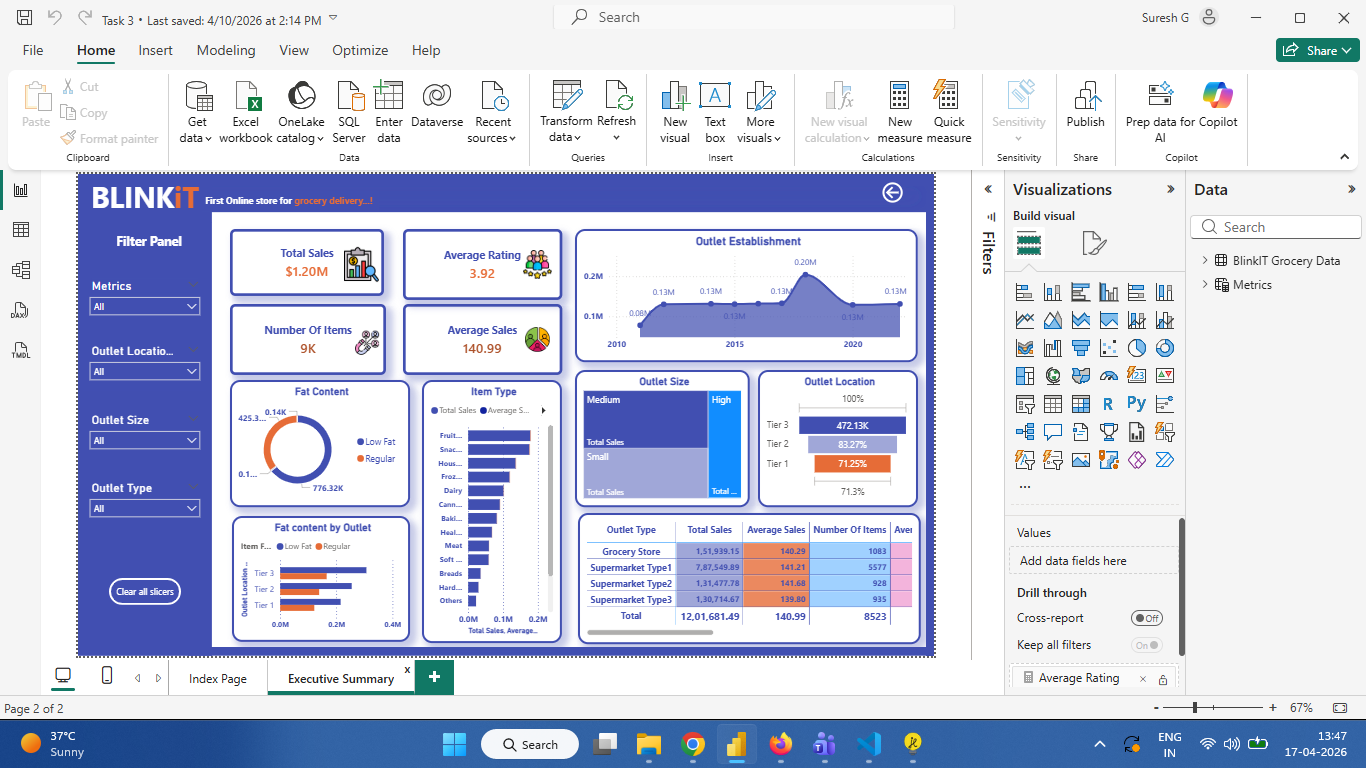 Task 3 • Last saved: 4/10/2026 at 2:14 PM
Search
Suresh G
File Home Insert Modeling View Optimize Help
Share
Paste
Cut
Copy
Format painter
Clipboard
Get data
Excel workbook
OneLake catalog
SQL Server
Enter data
Dataverse
Recent sources
Data
Transform data
Refresh
Queries
New visual
Text box
More visuals
Insert
New visual calculation
New measure
Quick measure
Calculations
Sensitivity
Sensitivity
Publish
Share
Prep data for AI
Copilot
Copilot
BLINKiT
First Online store for grocery delivery...!
Filter Panel
Metrics
All
Outlet Locatio...
All
Outlet Size
All
Outlet Type
All
Clear all slicers
Total Sales
$1.20M
Average Rating
3.92
Number Of Items
9K
Average Sales
140.99
Outlet Establishment
0.2M
0.1M
0.08M
0.13M
0.13M
0.13M
0.13M
0.20M
0.13M
0.13M
2010 2015 2020
Fat Content
0.14K
425.3...
0.1...
776.32K
Low Fat
Regular
Item Type
Total Sales Average S...
Fruit...
Snac...
Hous...
Froz...
Dairy
Cann...
Baki...
Heal...
Meat
Soft ...
Breads
Hard...
Others
0.0M 0.1M 0.2M
Total Sales, Average...
Outlet Size
Medium
Total Sales
Small
Total Sales
High
Total ...
Outlet Location
100%
Tier 3 472.13K
Tier 2 83.27%
Tier 1 71.25%
71.3%
Fat content by Outlet
Item F... Low Fat Regular
Outlet Location ...
Tier 3
Tier 2
Tier 1
0.0M 0.2M 0.4M
Outlet Type Total Sales Average Sales Number Of Items Aver
Grocery Store 1,51,939.15 140.29 1083
Supermarket Type1 7,87,549.89 141.21 5577
Supermarket Type2 1,31,477.78 141.68 928
Supermarket Type3 1,30,714.67 139.80 935
Total 12,01,681.49 140.99 8523
Filters
Visualizations
Build visual
Values
Add data fields here
Drill through
Cross-report Off
Keep all filters On
Average Rating
Data
Search
BlinkIT Grocery Data
Metrics
DAX
TMDL
Index Page
Executive Summary
Page 2 of 2
67%
37°C
Sunny
Search
ENG
IN
13:47
17-04-2026